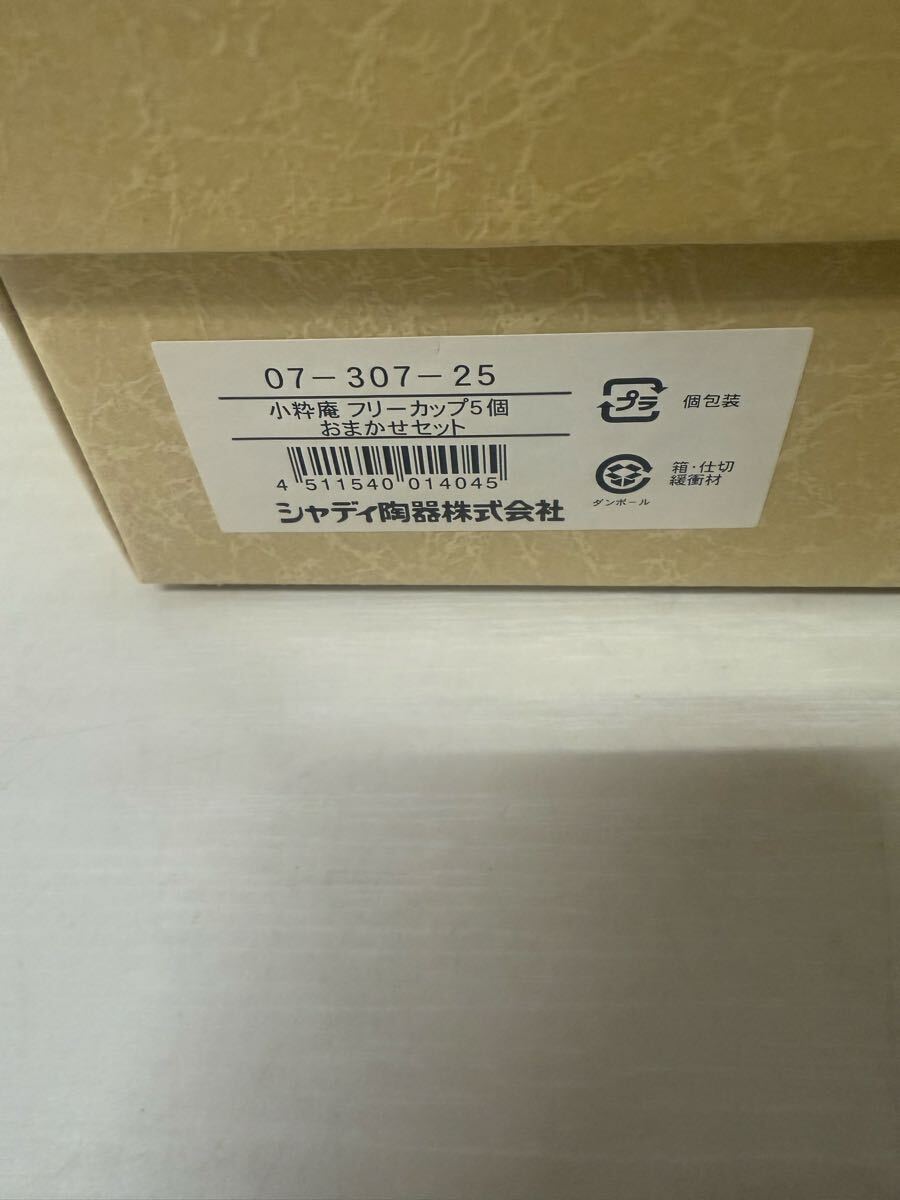 07-307-25
小粋庵 フリーカップ5個
おまかせセット
4 511540 014045
シャディ陶器株式会社
プラ
個包装
ダンボール
箱・仕切
緩衝材